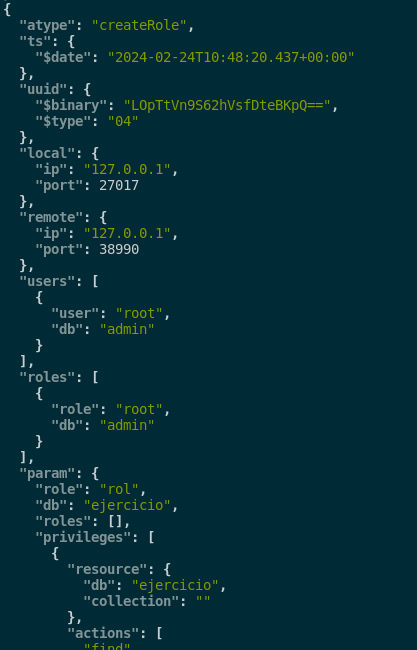 {
  "atype": "createRole",
  "ts": {
    "$date": "2024-02-24T10:48:20.437+00:00"
  },
  "uuid": {
    "$binary": "LOpTtVn9S62hVsfDteBKpQ==",
    "$type": "04"
  },
  "local": {
    "ip": "127.0.0.1",
    "port": 27017
  },
  "remote": {
    "ip": "127.0.0.1",
    "port": 38990
  },
  "users": [
    {
      "user": "root",
      "db": "admin"
    }
  ],
  "roles": [
    {
      "role": "root",
      "db": "admin"
    }
  ],
  "param": {
    "role": "rol",
    "db": "ejercicio",
    "roles": [],
    "privileges": [
      {
        "resource": {
          "db": "ejercicio",
          "collection": ""
        },
        "actions": [
          "find",